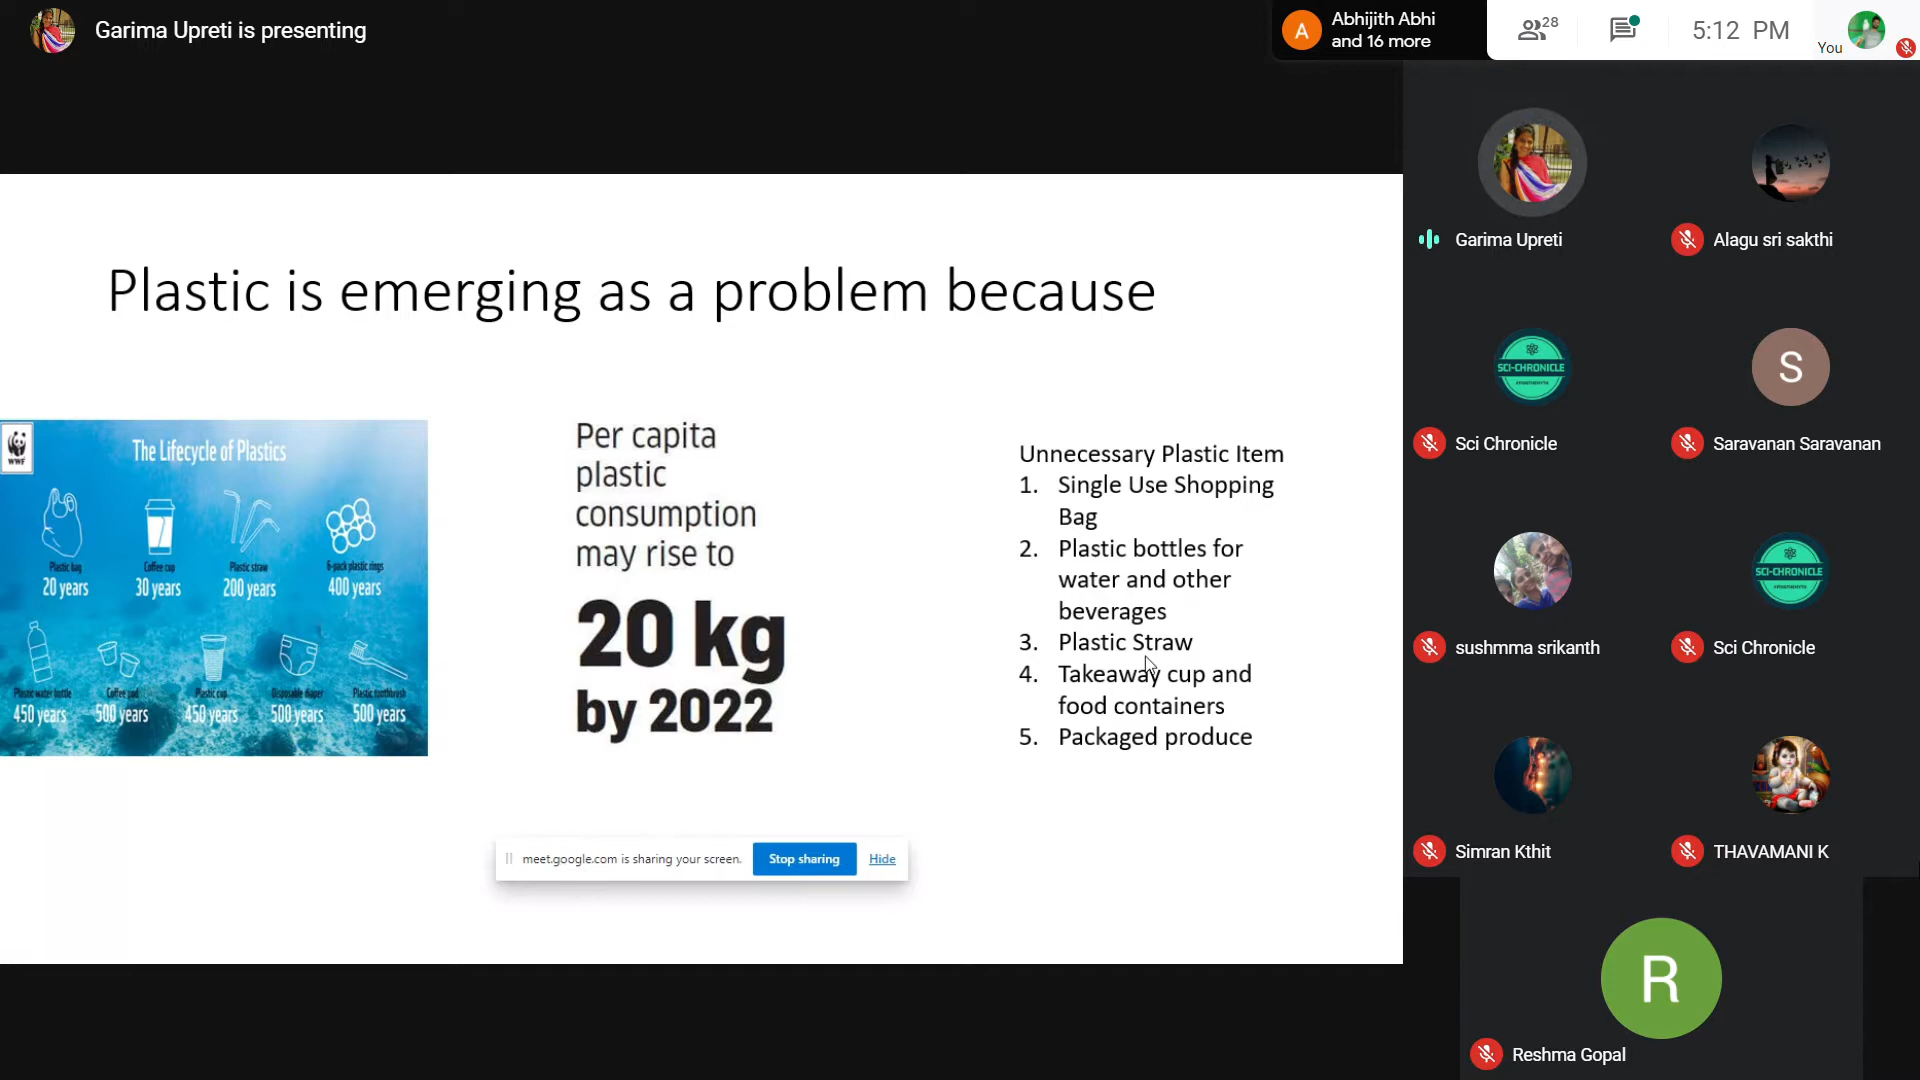 Garima Upreti is presenting
A
Abhijith Abhi
and 16 more
28
5:12 PM
You
Plastic is emerging as a problem because
WWF
The Lifecycle of Plastics
Plastic bag
20 years
Coffee cup
30 years
Plastic straw
200 years
6-pack plastic rings
400 years
Plastic water bottle
450 years
Coffee pod
500 years
Plastic cup
450 years
Disposable diaper
500 years
Plastic toothbrush
500 years
Per capita
plastic
consumption
may rise to
20 kg
by 2022
Unnecessary Plastic Item
1. Single Use Shopping
Bag
2. Plastic bottles for
water and other
beverages
3. Plastic Straw
4. Takeaway cup and
food containers
5. Packaged produce
meet.google.com is sharing your screen.
Stop sharing
Hide
Garima Upreti
Alagu sri sakthi
SCI-CHRONICLE
Sci Chronicle
S
Saravanan Saravanan
sushmma srikanth
SCI-CHRONICLE
Sci Chronicle
Simran Kthit
THAVAMANI K
R
Reshma Gopal